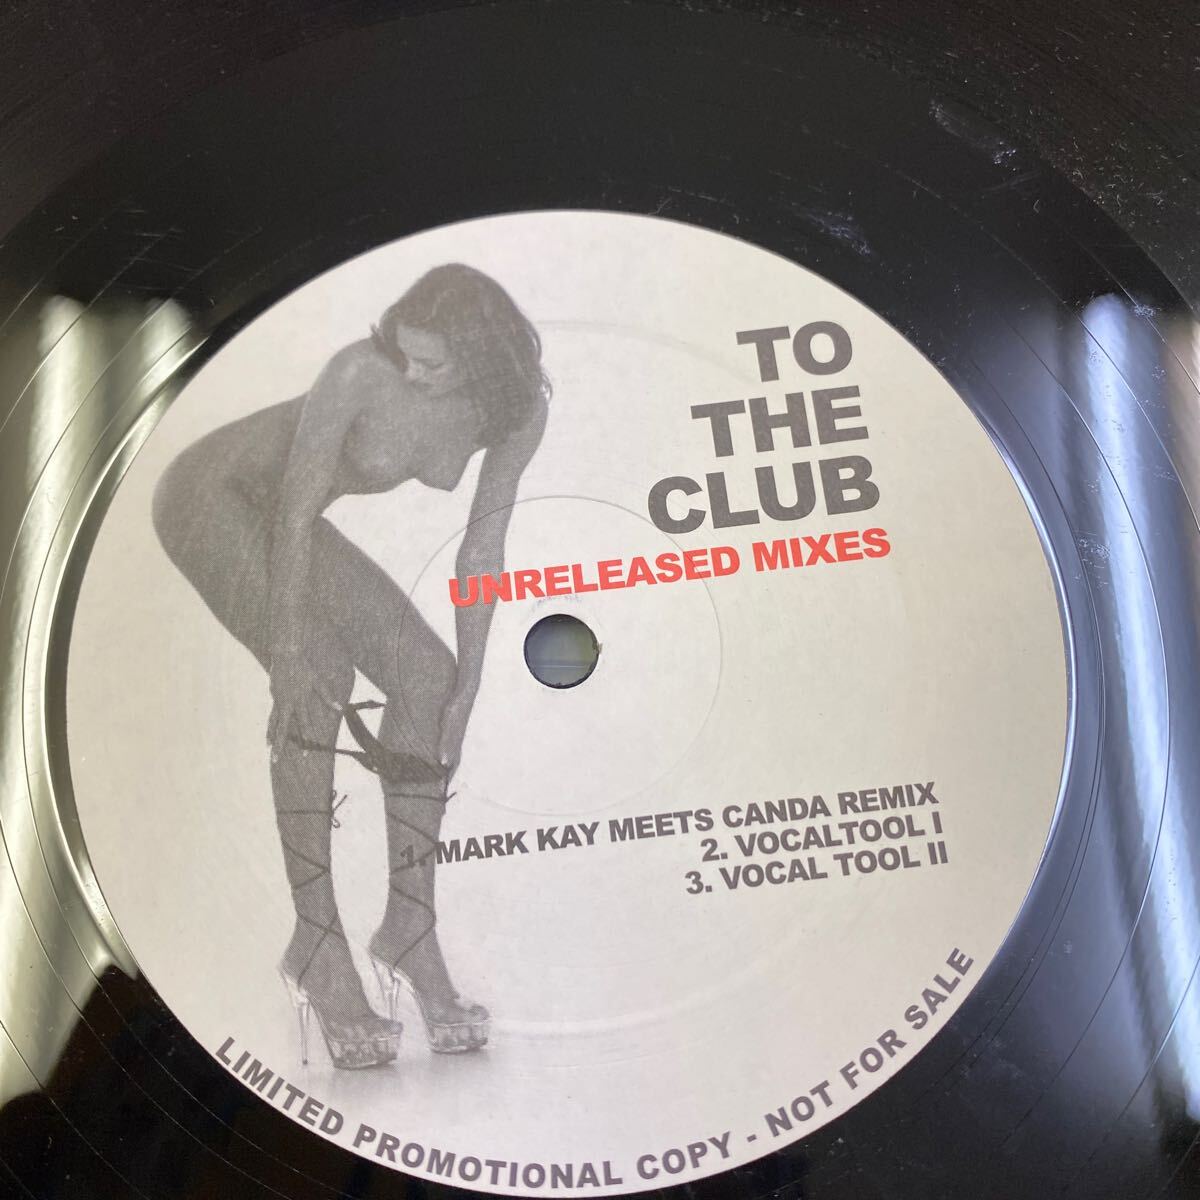 TO
THE
CLUB
UNRELEASED MIXES
1. MARK KAY MEETS CANDA REMIX
2. VOCALTOOL I
3. VOCAL TOOL II
LIMITED PROMOTIONAL COPY - NOT FOR SALE